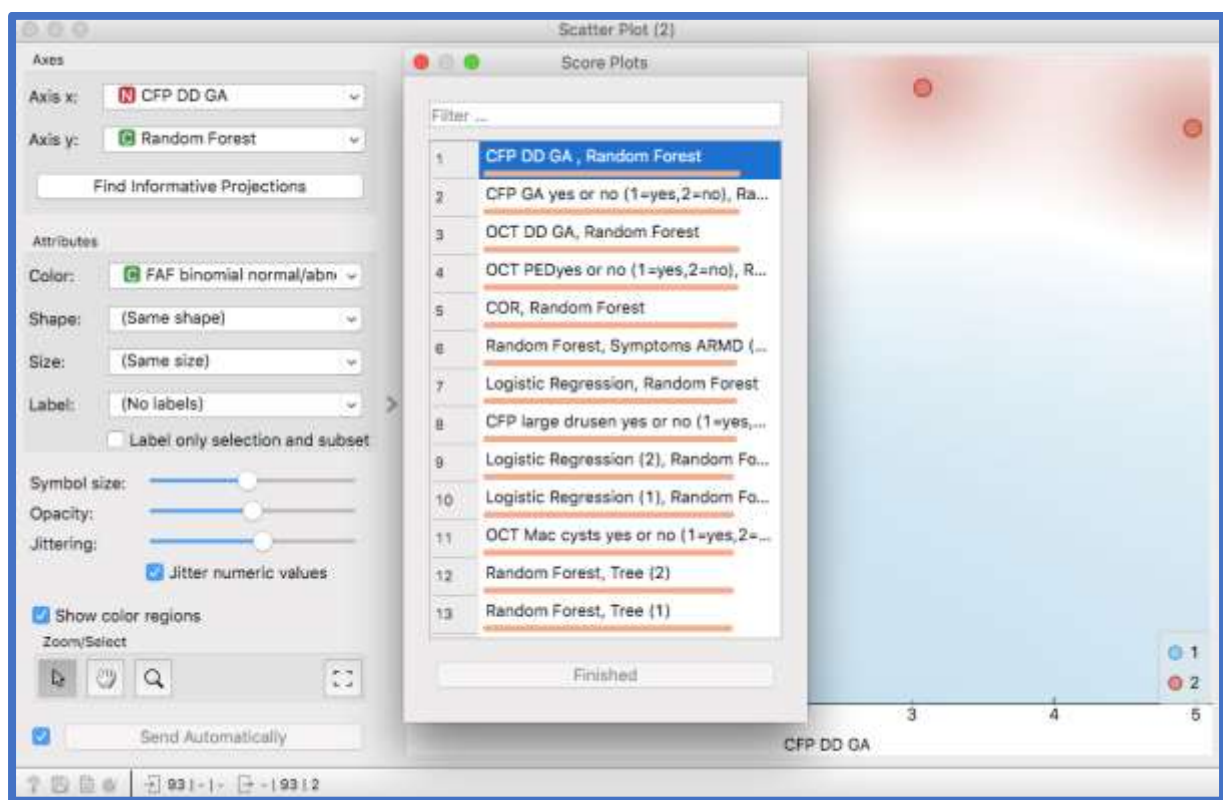 Scatter Plot (2)
Axes
Axis x: N CFP DD GA
Axis y: C Random Forest
Find Informative Projections
Attributes
Color: C FAF binomial normal/abn
Shape: (Same shape)
Size: (Same size)
Label: (No labels)
Label only selection and subset
Symbol size:
Opacity:
Jittering:
Jitter numeric values
Show color regions
Zoom/Select
Send Automatically
93 | - | - - | 93 | 2
Score Plots
Filter ...
1 CFP DD GA , Random Forest
2 CFP GA yes or no (1=yes,2=no), Ra...
3 OCT DD GA, Random Forest
4 OCT PEDyes or no (1=yes,2=no), R...
5 COR, Random Forest
6 Random Forest, Symptoms ARMD (...
7 Logistic Regression, Random Forest
8 CFP large drusen yes or no (1=yes,...
9 Logistic Regression (2), Random Fo...
10 Logistic Regression (1), Random Fo...
11 OCT Mac cysts yes or no (1=yes,2=...
12 Random Forest, Tree (2)
13 Random Forest, Tree (1)
Finished
1
2
3 4 5
CFP DD GA